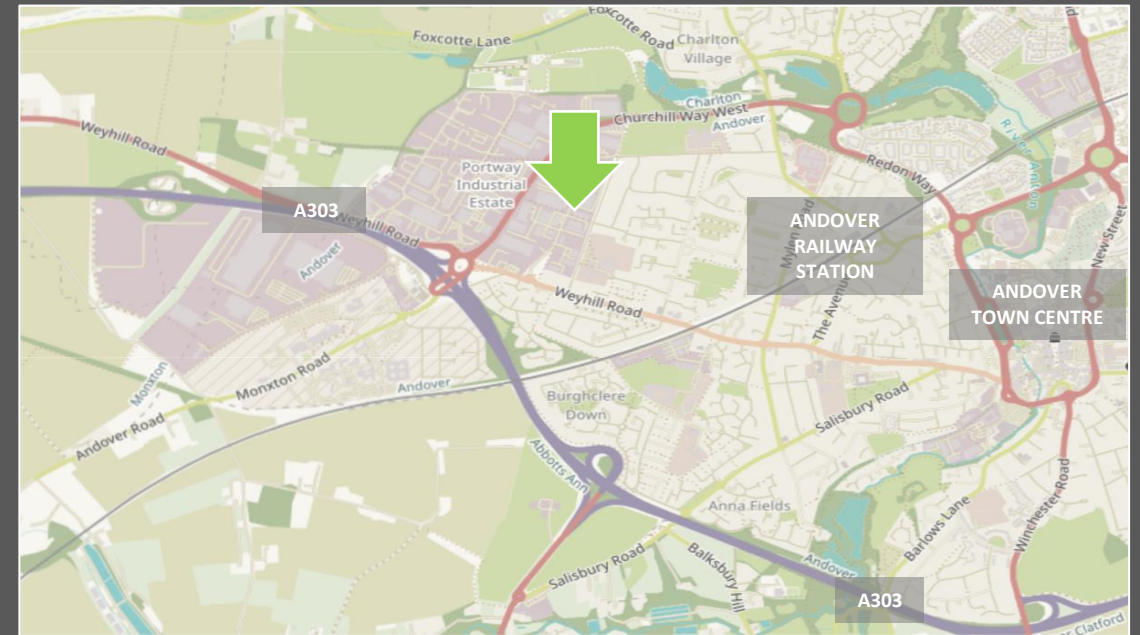 Foxcotte Lane
Foxcotte Road
Charlton
Village
Weyhill Road
Charlton
Andover
Churchill Way West
River Anton
Portway
Industrial
Estate
Redon Way
A303
Weyhill Road
Andover
ANDOVER
RAILWAY
STATION
New Street
ANDOVER
TOWN CENTRE
Weyhill Road
The Avenue
Monxton
Monxton Road
Andover
Burghclere
Down
Salisbury Road
Andover Road
Abbotts Ann
Anna Fields
Winchester Road
Barlows Lane
Salisbury Road
Balksbury Hill
Andover
A303
Clatford